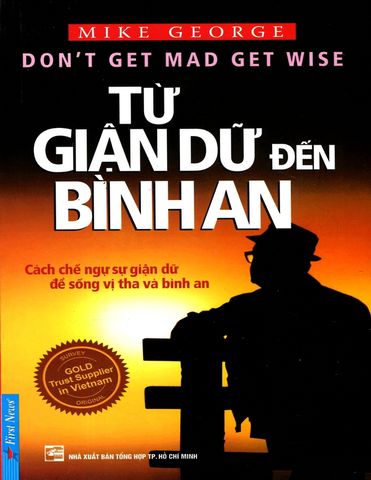 MIKE GEORGE
DON'T GET MAD GET WISE
TỪ
GIẬN DỮ ĐẾN
BÌNH AN
Cách chế ngự sự giận dữ
để sống vị tha và bình an
SURVEY
GOLD
Trust Supplier
in Vietnam
ORIGINAL
First News
NHÀ XUẤT BẢN TỔNG HỢP TP. HỒ CHÍ MINH